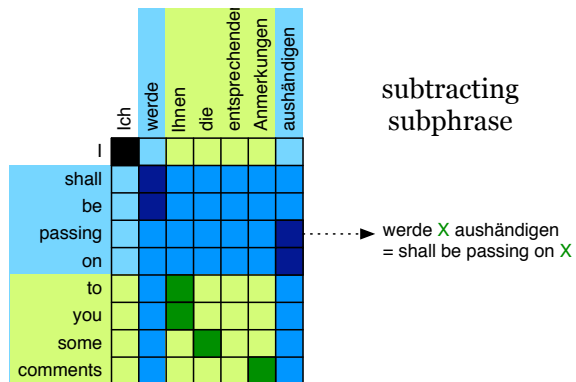 Ich
werde
Ihnen
die
entsprechenden
Anmerkungen
aushändigen
subtracting
subphrase
I
shall
be
passing
on
to
you
some
comments
werde X aushändigen
= shall be passing on X